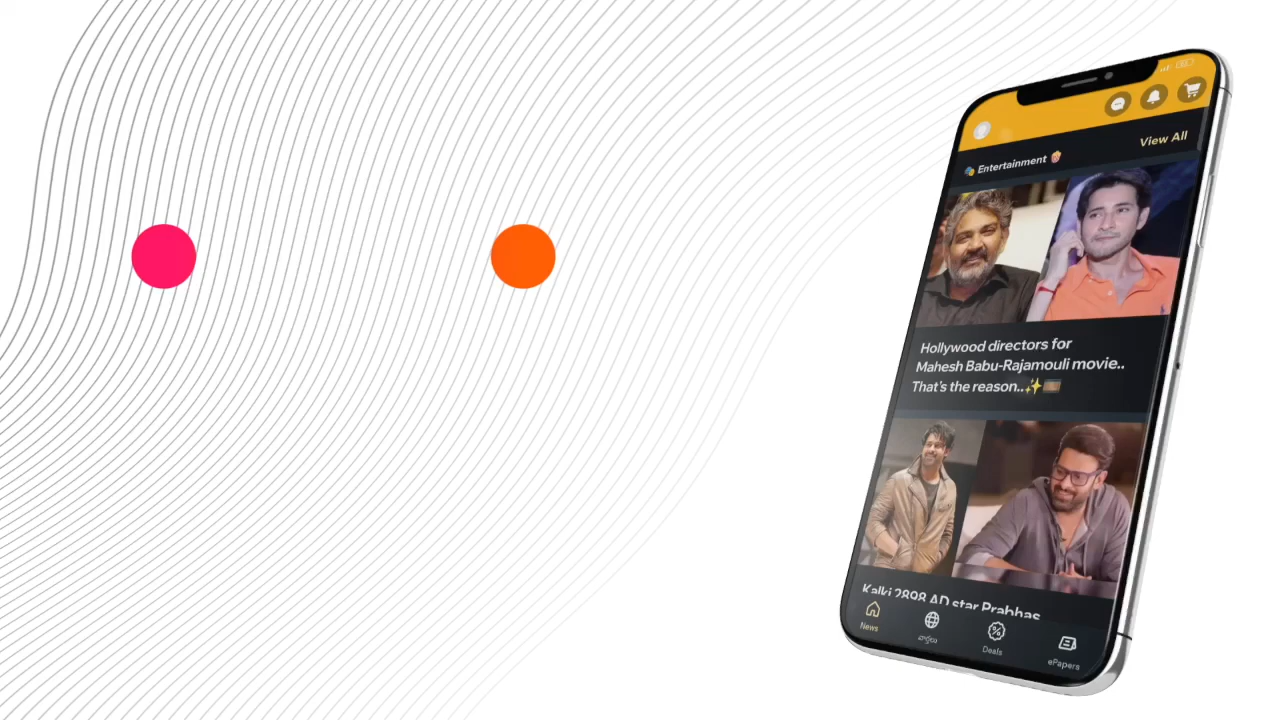 View All
🎭 Entertainment 🍿
Hollywood directors for
Mahesh Babu-Rajamouli movie..
That's the reason..✨🎞️
Kalki 2898 AD star Prabhas
News
వార్తలు
Deals
ePapers